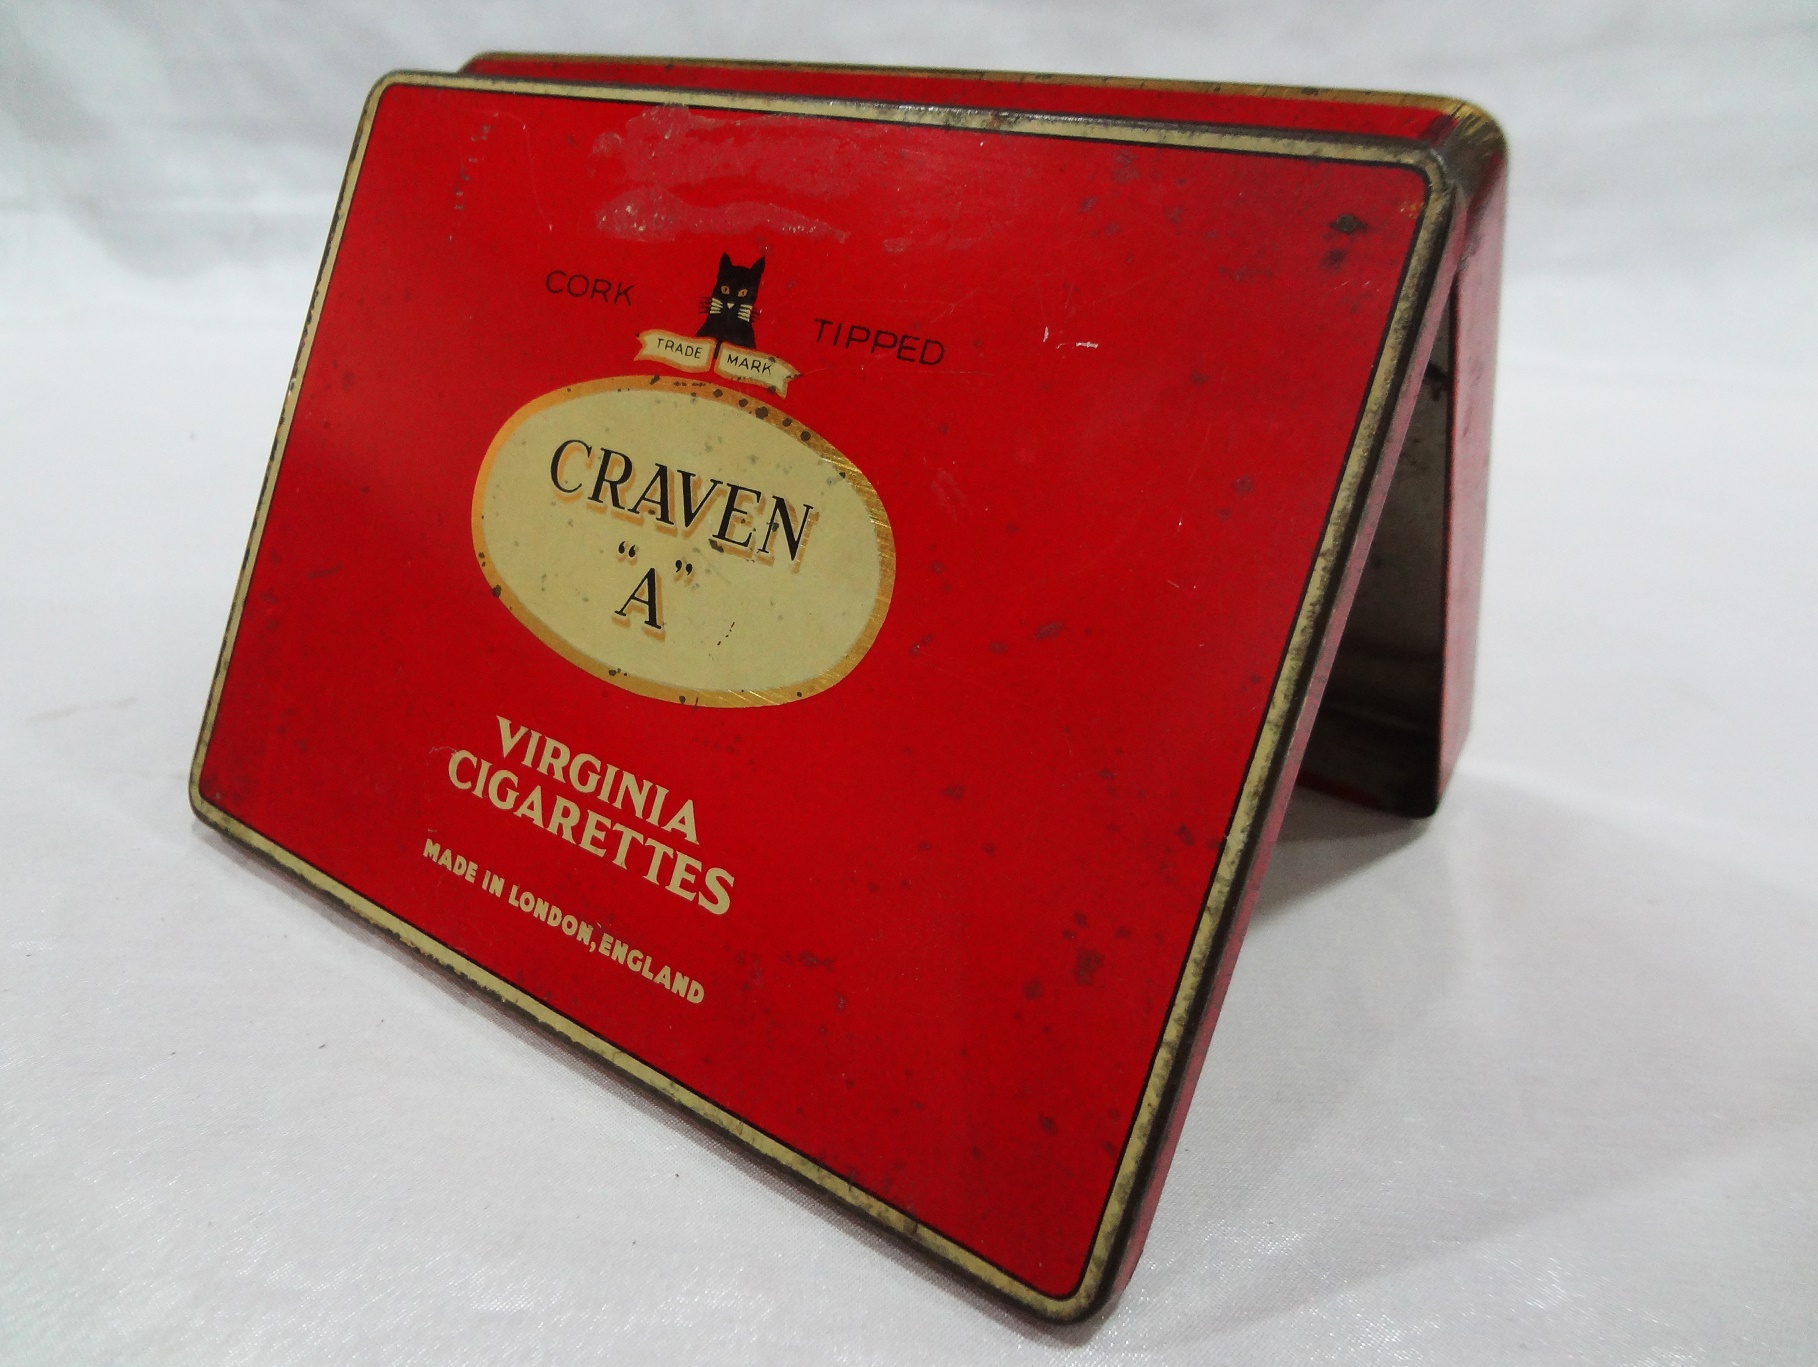 CORK TIPPED
TRADE MARK
CRAVEN
“A”
VIRGINIA
CIGARETTES
MADE IN LONDON, ENGLAND